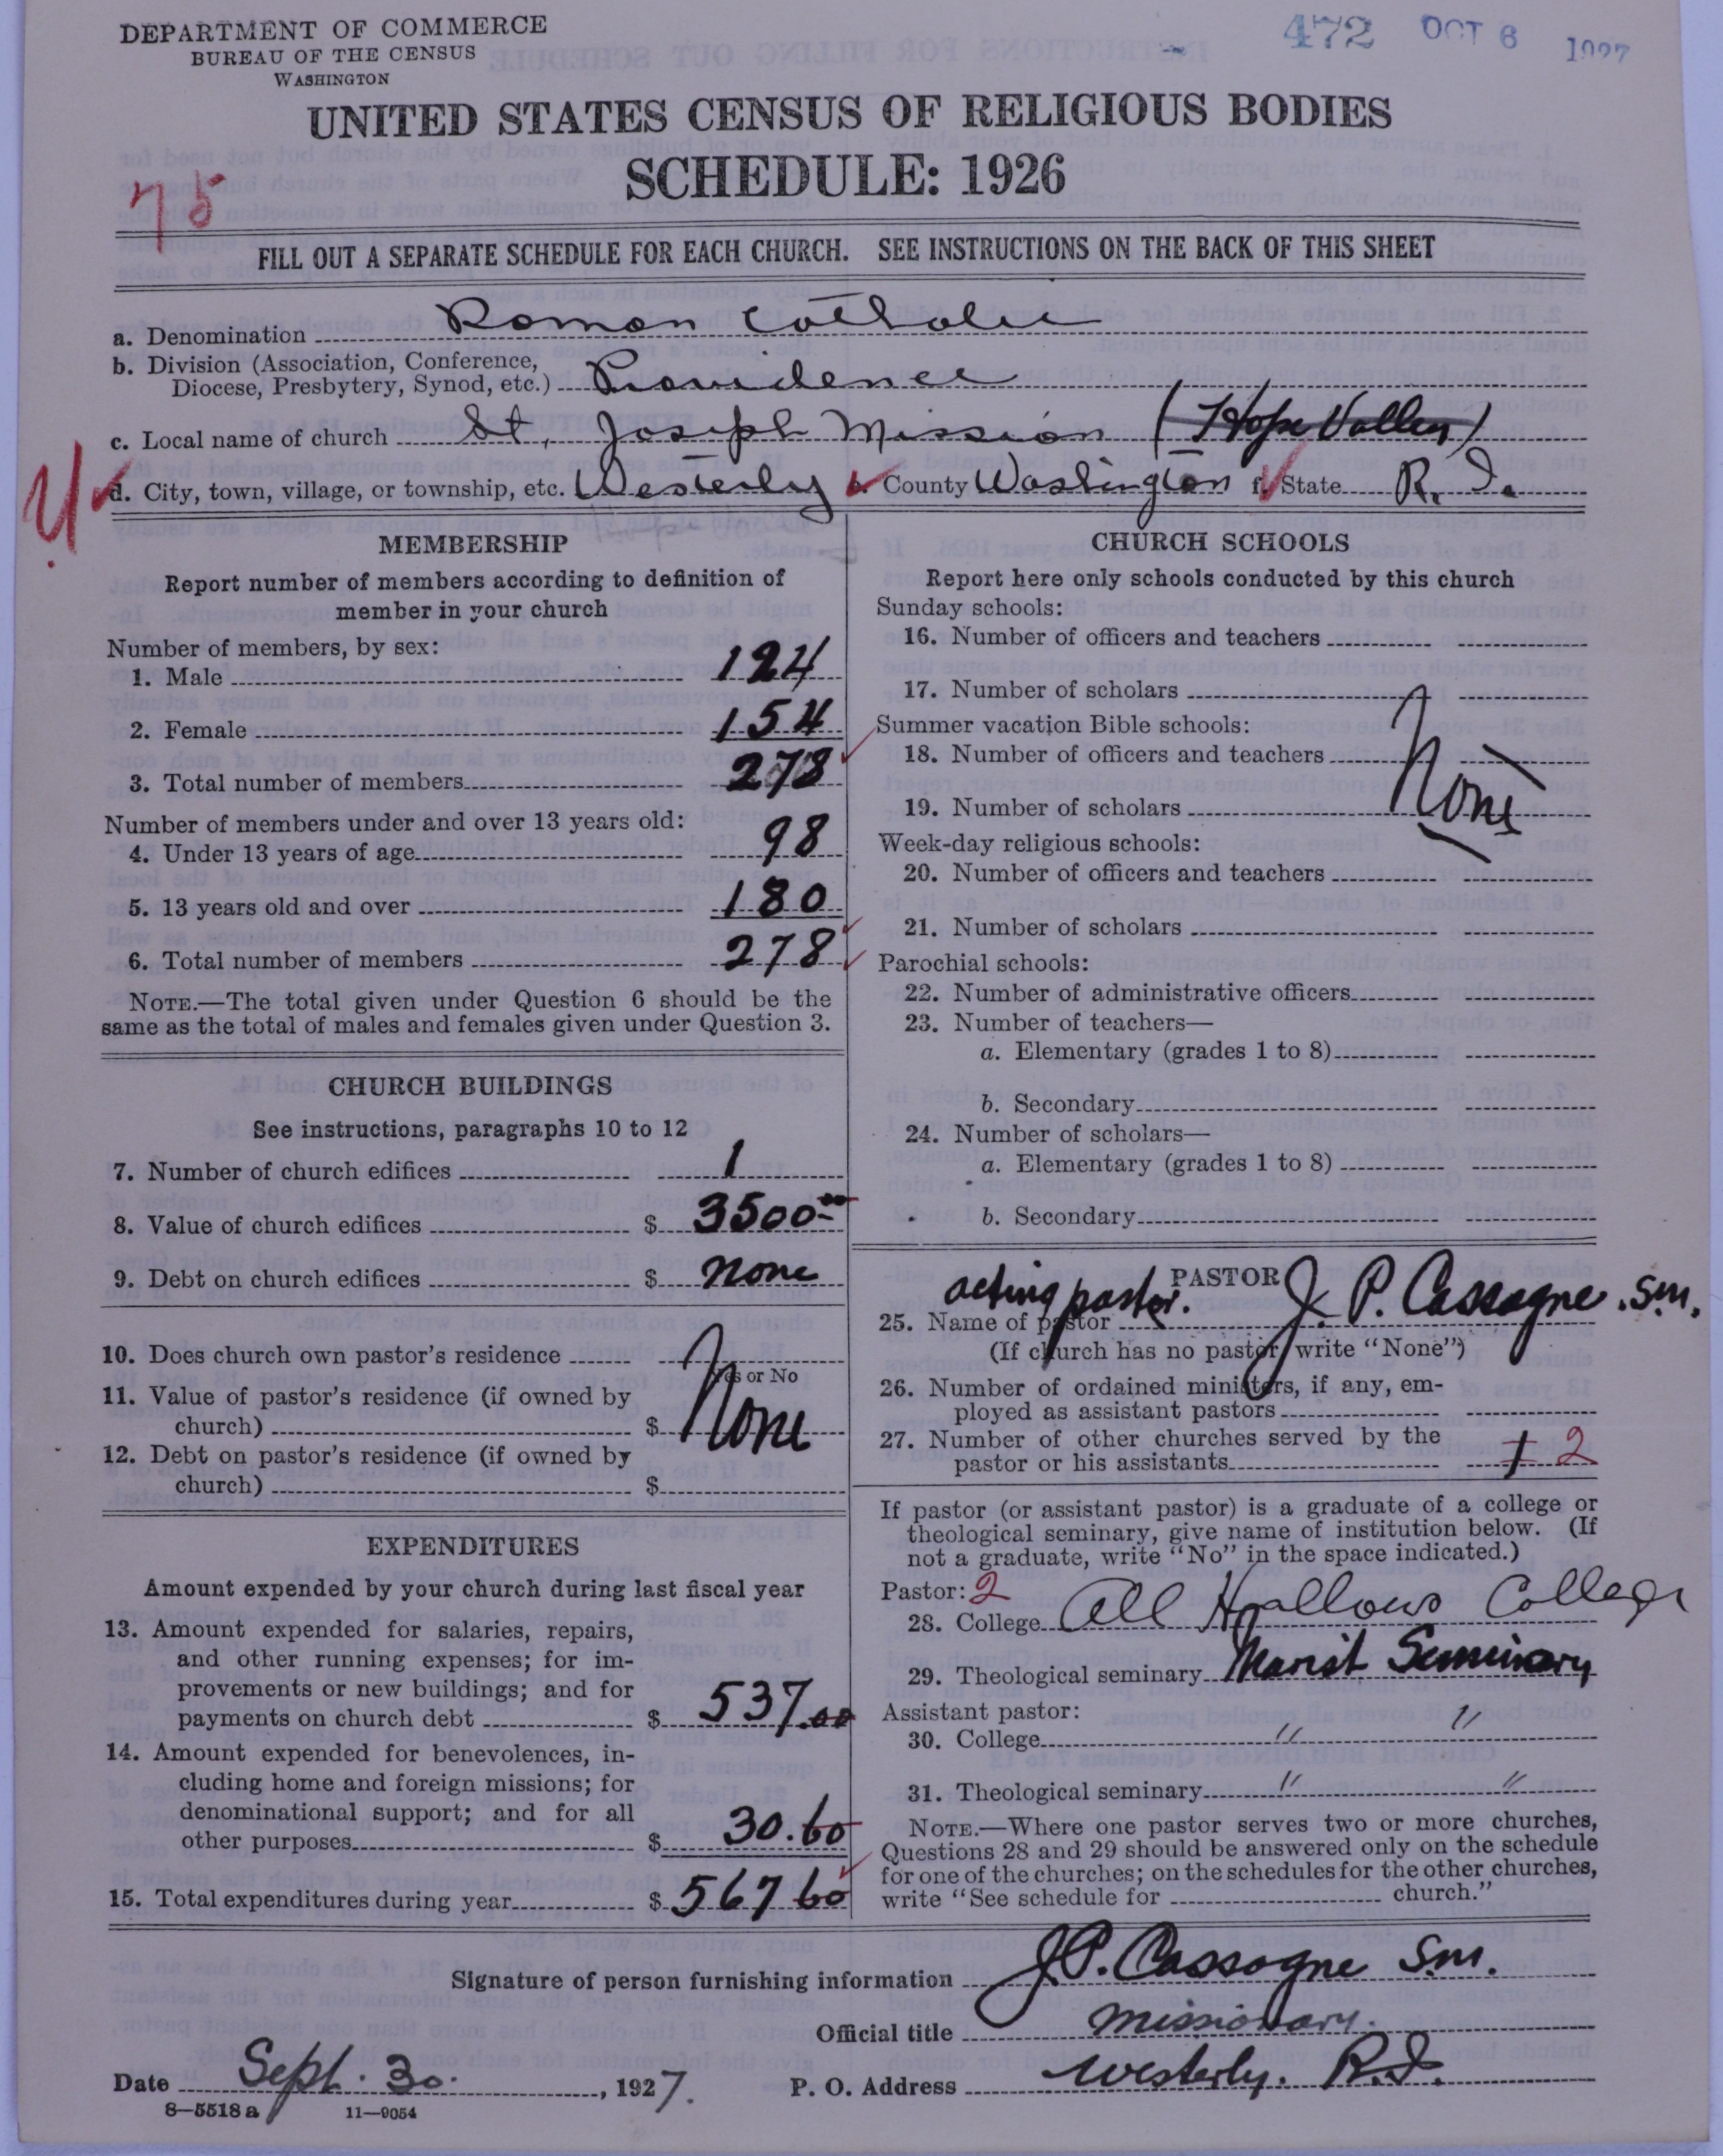 DEPARTMENT OF COMMERCE
BUREAU OF THE CENSUS
WASHINGTON
472 OCT 6 1927
UNITED STATES CENSUS OF RELIGIOUS BODIES
SCHEDULE: 1926
75
FILL OUT A SEPARATE SCHEDULE FOR EACH CHURCH. SEE INSTRUCTIONS ON THE BACK OF THIS SHEET
a. Denomination Roman Catholic
b. Division (Association, Conference,
Diocese, Presbytery, Synod, etc.) Providence
c. Local name of church St. Joseph Mission (Hope Valley)
d. City, town, village, or township, etc. Westerly County Washington f. State R. I.
MEMBERSHIP
Report number of members according to definition of
member in your church
Number of members, by sex:
1. Male 124
2. Female 154
3. Total number of members 278
Number of members under and over 13 years old:
4. Under 13 years of age 98
5. 13 years old and over 180
6. Total number of members 278
NOTE.—The total given under Question 6 should be the
same as the total of males and females given under Question 3.
CHURCH BUILDINGS
See instructions, paragraphs 10 to 12
7. Number of church edifices 1
8. Value of church edifices $ 3500.00
9. Debt on church edifices $ none
10. Does church own pastor's residence
Yes or No
11. Value of pastor's residence (if owned by
church) $ None
12. Debt on pastor's residence (if owned by
church) $
EXPENDITURES
Amount expended by your church during last fiscal year
13. Amount expended for salaries, repairs,
and other running expenses; for im-
provements or new buildings; and for
payments on church debt $ 537.00
14. Amount expended for benevolences, in-
cluding home and foreign missions; for
denominational support; and for all
other purposes $ 30.60
15. Total expenditures during year $ 567 60
CHURCH SCHOOLS
Report here only schools conducted by this church
Sunday schools:
16. Number of officers and teachers
17. Number of scholars
Summer vacation Bible schools:
18. Number of officers and teachers
None
19. Number of scholars
Week-day religious schools:
20. Number of officers and teachers
21. Number of scholars
Parochial schools:
22. Number of administrative officers
23. Number of teachers—
a. Elementary (grades 1 to 8)
b. Secondary
24. Number of scholars—
a. Elementary (grades 1 to 8)
b. Secondary
PASTOR
acting pastor.
25. Name of pastor J. P. Cassagne. S.M.
(If church has no pastor, write "None")
26. Number of ordained ministers, if any, em-
ployed as assistant pastors
27. Number of other churches served by the
pastor or his assistants 1 2
If pastor (or assistant pastor) is a graduate of a college or
theological seminary, give name of institution below. (If
not a graduate, write "No" in the space indicated.)
Pastor: 2
28. College All Hallows College
29. Theological seminary Marist Seminary
Assistant pastor:
30. College " "
31. Theological seminary " "
NOTE.—Where one pastor serves two or more churches,
Questions 28 and 29 should be answered only on the schedule
for one of the churches; on the schedules for the other churches,
write "See schedule for church."
Signature of person furnishing information J.P. Cassagne S.M.
Official title Missionary.
Date Sept. 30. , 1927. P. O. Address Westerly. R.I.
8—5518 a 11—9054